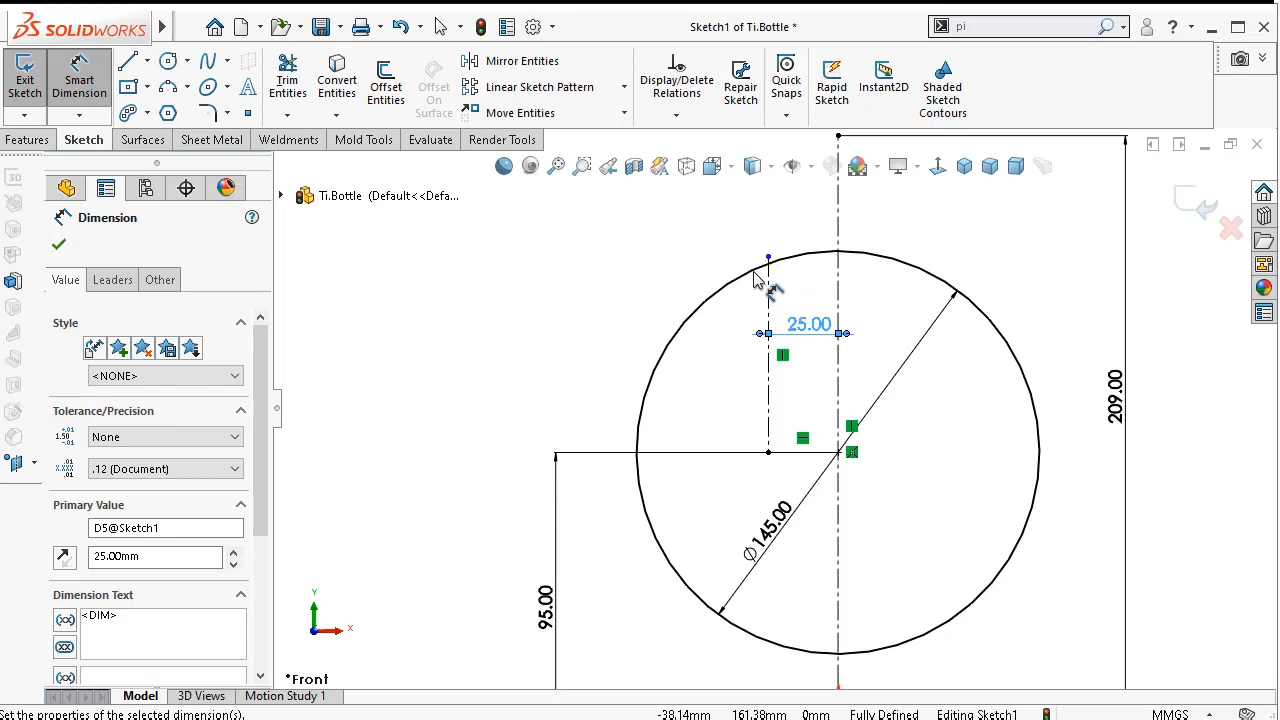 SOLIDWORKS
Sketch1 of Ti.Bottle *
pi
?
Exit Sketch
Smart Dimension
Trim Entities
Convert Entities
Offset Entities
Offset On Surface
Mirror Entities
Linear Sketch Pattern
Move Entities
Display/Delete Relations
Repair Sketch
Quick Snaps
Rapid Sketch
Instant2D
Shaded Sketch Contours
Features
Sketch
Surfaces
Sheet Metal
Weldments
Mold Tools
Evaluate
Render Tools
Ti.Bottle (Default<<Defa...
Dimension
Value
Leaders
Other
Style
<NONE>
Tolerance/Precision
None
.12 (Document)
Primary Value
D5@Sketch1
25.00mm
Dimension Text
<DIM>
25.00
209.00
Ø145.00
95.00
Y
X
*Front
Model
3D Views
Motion Study 1
Set the properties of the selected dimension(s).
-38.14mm
161.38mm
0mm
Fully Defined
Editing Sketch1
MMGS